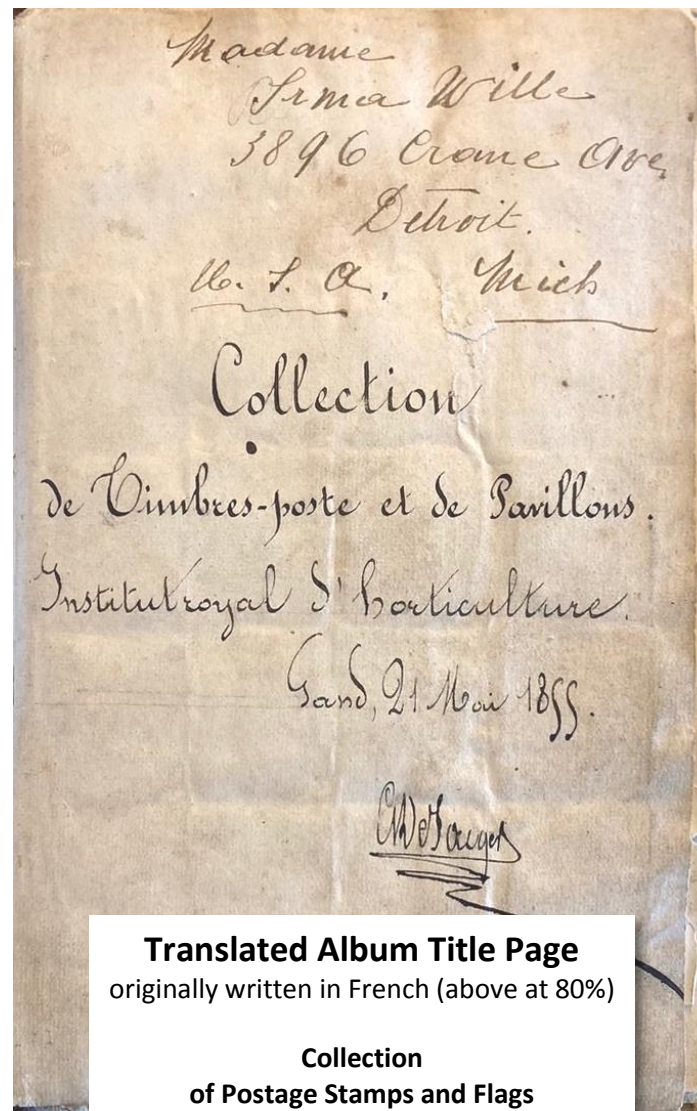 Madame
Irma Wille
3896 Crane Ave,
Detroit.
U. S. A. Mich
Collection
de Timbres-poste et de Pavillons.
Institut royal d'horticulture.
Gand, 21 Mai 1855.
Translated Album Title Page
originally written in French (above at 80%)
Collection
of Postage Stamps and Flags